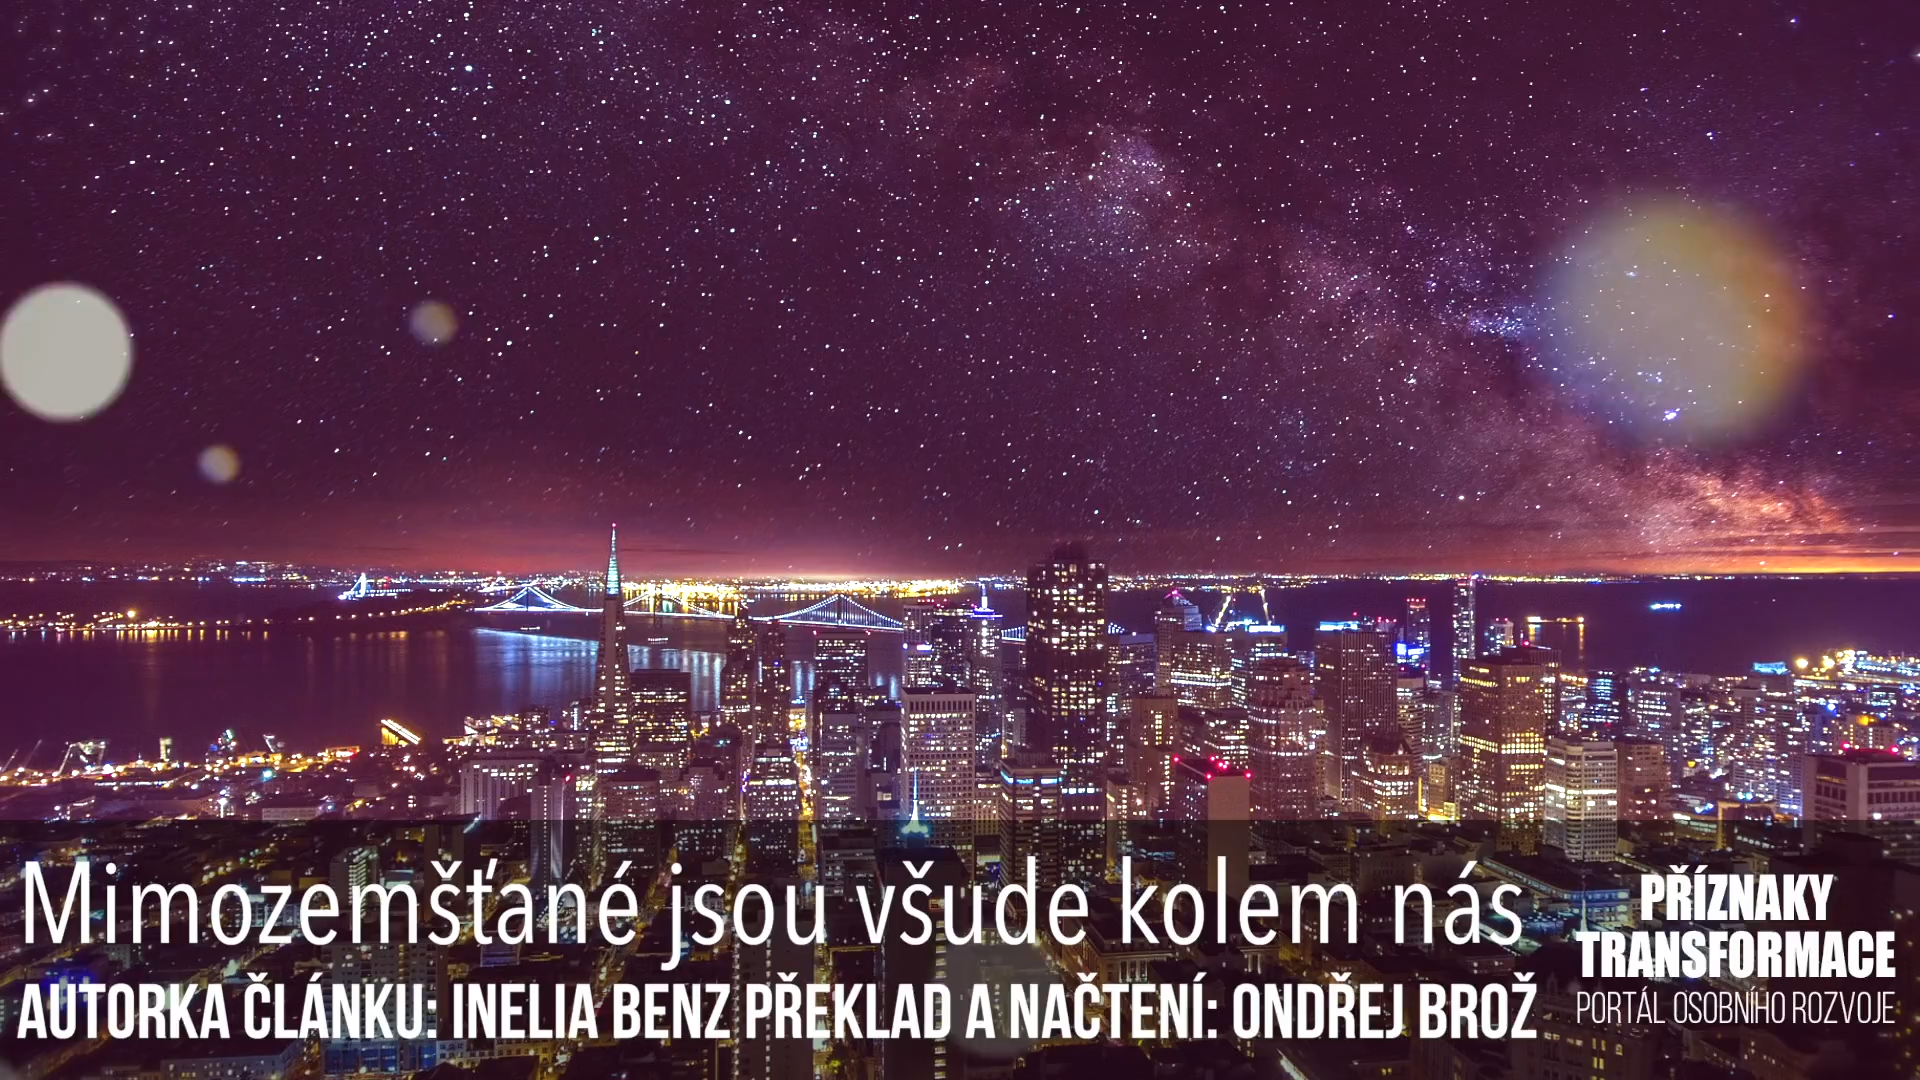 Mimozemšťané jsou všude kolem nás
AUTORKA ČLÁNKU: INELIA BENZ PŘEKLAD A NAČTENÍ: ONDŘEJ BROŽ
PŘÍZNAKY
TRANSFORMACE
PORTÁL OSOBNÍHO ROZVOJE